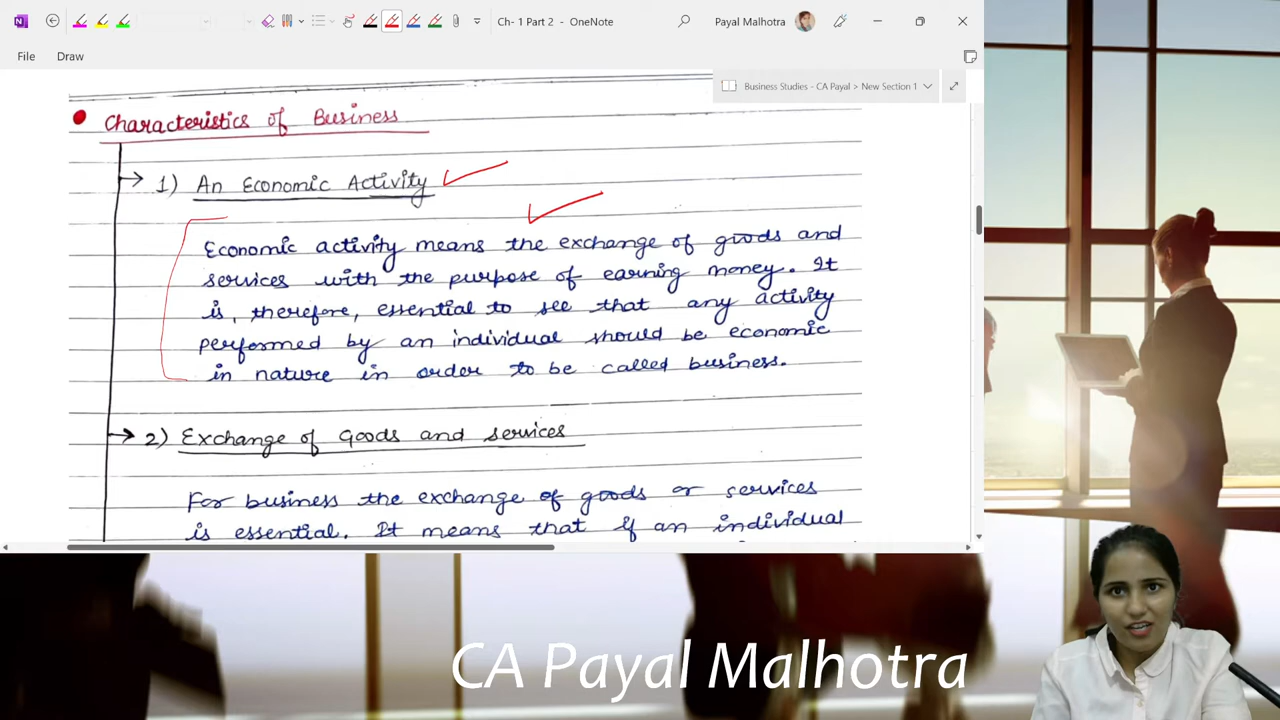 Ch- 1 Part 2 - OneNote
Payal Malhotra
File
Draw
Business Studies - CA Payal > New Section 1
Characteristics of Business
1) An Economic Activity
Economic activity means the exchange of goods and
services with the purpose of earning money. It
is, therefore, essential to see that any activity
performed by an individual should be economic
in nature in order to be called business.
2) Exchange of Goods and services
For business the exchange of goods or services
is essential. It means that if an individual
CA Payal Malhotra